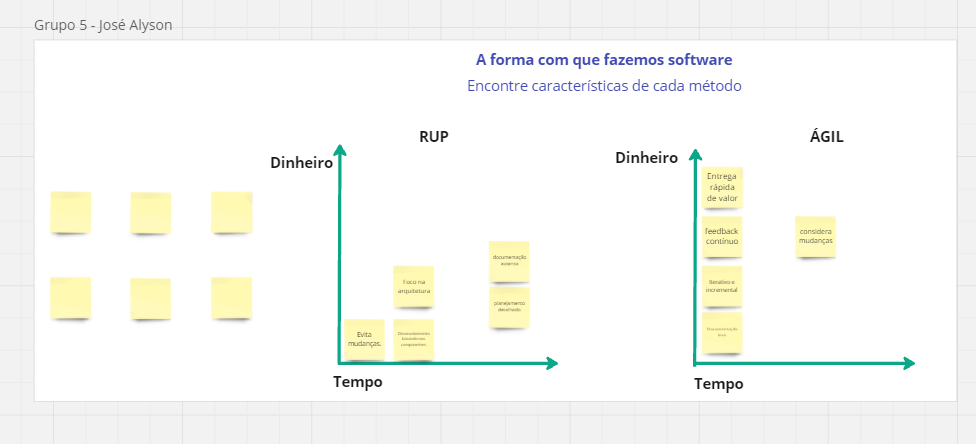 Grupo 5 - José Alyson
A forma com que fazemos software
Encontre características de cada método
RUP
Dinheiro
documentação
extensa
Foco na
arquitetura
planejamento
detalhado
Evita
mudanças.
Desenvolvimento
baseado nos
componentes
Tempo
ÁGIL
Dinheiro
Entrega
rápida
de valor
feedback
contínuo
considera
mudanças
Iterativo e
incremental
Documentação
leve
Tempo